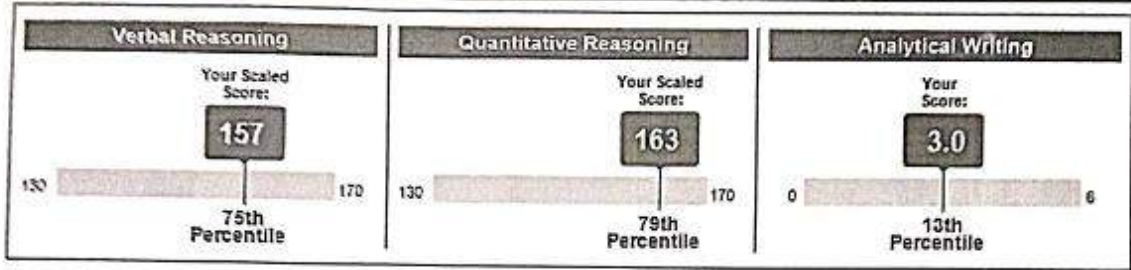 Verbal Reasoning
Your Scaled
Score:
157
130
170
75th
Percentile
Quantitative Reasoning
Your Scaled
Score:
163
130
170
79th
Percentile
Analytical Writing
Your
Score:
3.0
0
6
13th
Percentile